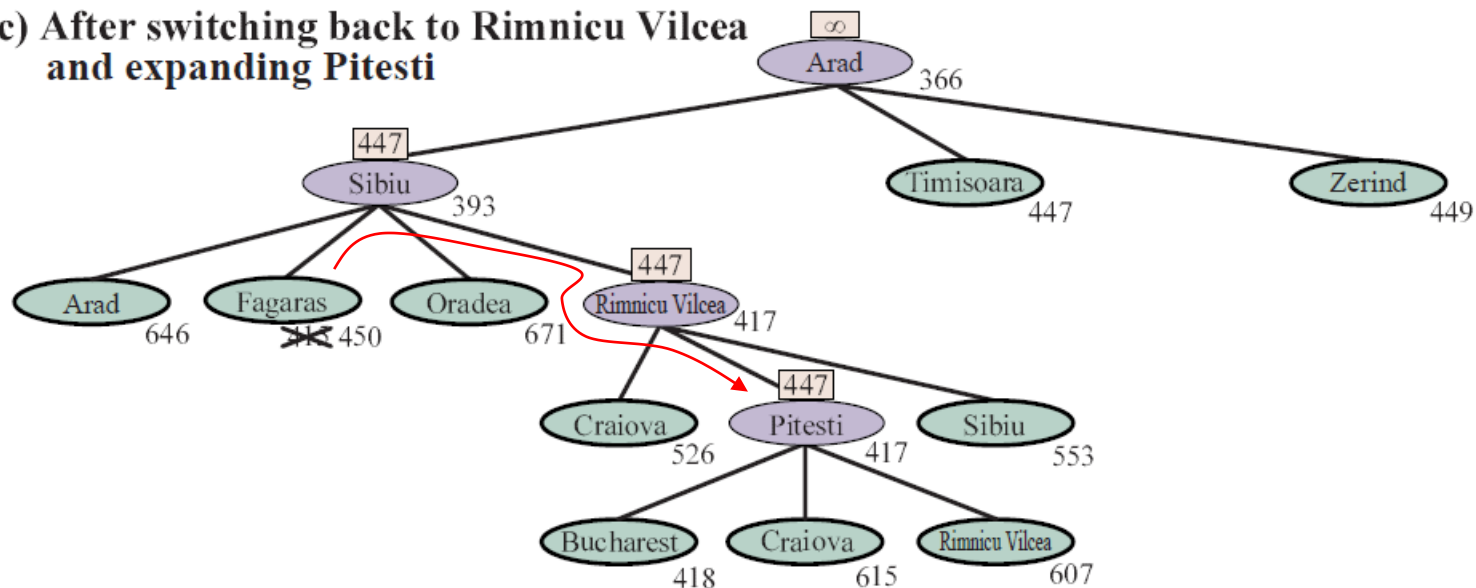 c) After switching back to Rimnicu Vilcea
and expanding Pitesti
∞
Arad
366
447
Sibiu
393
Timisoara
447
Zerind
449
Arad
646
Fagaras
415 450
Oradea
671
447
Rimnicu Vilcea
417
Craiova
526
447
Pitesti
417
Sibiu
553
Bucharest
418
Craiova
615
Rimnicu Vilcea
607